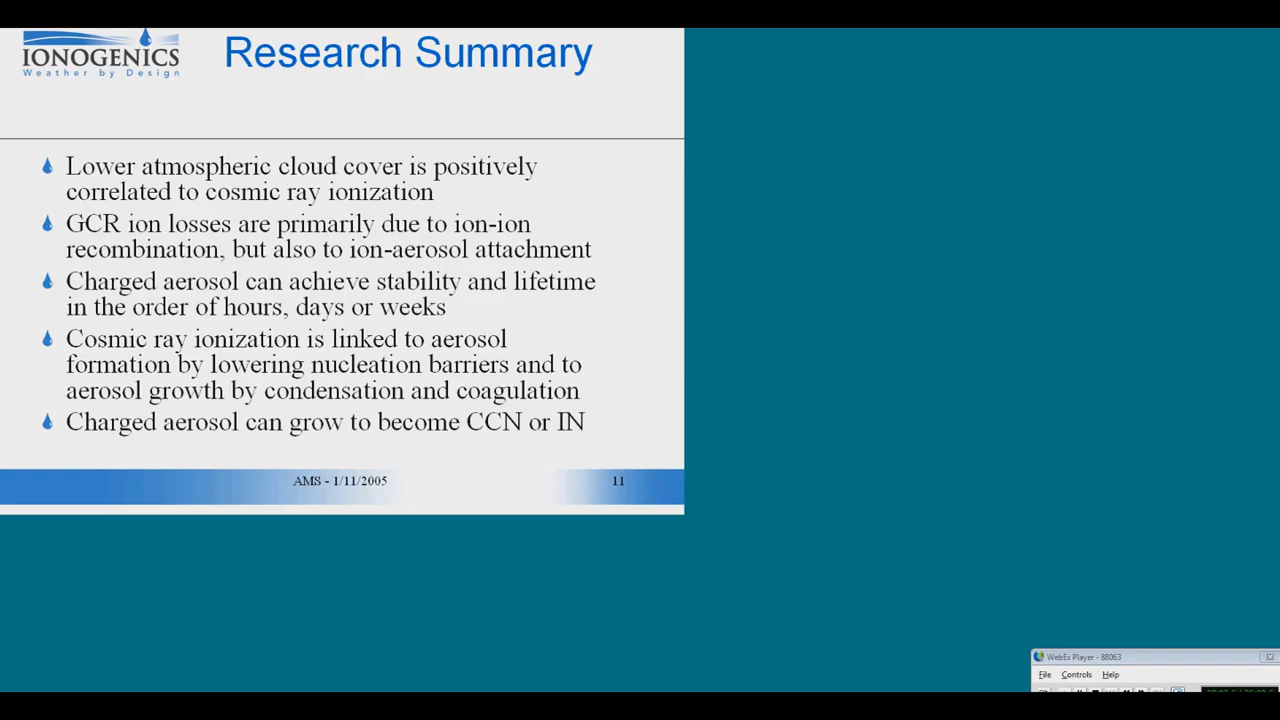 IONOGENICS
Weather by Design
Research Summary
Lower atmospheric cloud cover is positively
correlated to cosmic ray ionization
GCR ion losses are primarily due to ion-ion
recombination, but also to ion-aerosol attachment
Charged aerosol can achieve stability and lifetime
in the order of hours, days or weeks
Cosmic ray ionization is linked to aerosol
formation by lowering nucleation barriers and to
aerosol growth by condensation and coagulation
Charged aerosol can grow to become CCN or IN
AMS - 1/11/2005
11
WebEx Player - 88063
File Controls Help